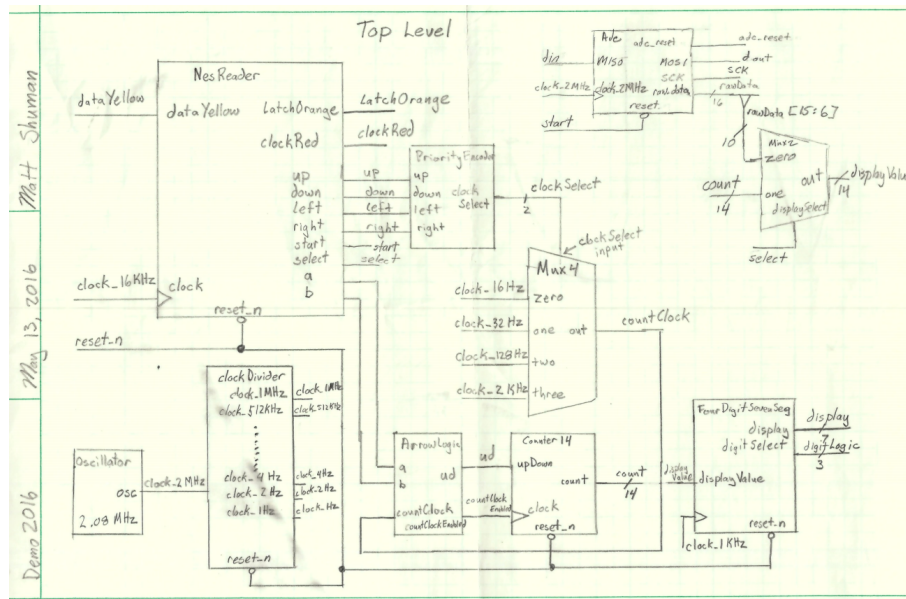 Top Level
Matt Shuman
May 13, 2016
Demo 2016
NesReader
dataYellow
dataYellow
LatchOrange
LatchOrange
clockRed
clockRed
up
up
down
down
left
left
right
right
start
start
select
select
a
b
clock_16KHz
clock
reset_n
reset_n
PriorityEncoder
up
down
left
right
clock
Select
clockSelect
2
clockSelect
input
Mux4
clock_16Hz
zero
clock_32Hz
one
out
clock_128Hz
two
clock_2KHz
three
countClock
Adc
din
MISO
clock_2MHz
clock_2MHz
adc_reset
adc_reset
MOSI
dout
SCK
SCK
rawdata
rawData
16
reset
start
rawData [15:6]
10
Mux2
zero
count
14
one
out
displaySelect
displayValue
14
select
Oscillator
osc
2.08 MHz
clock_2MHz
clockDivider
clock_1MHz
clock_1MHz
clock_512KHz
clock_512KHz
clock_4Hz
clock_4Hz
clock_2Hz
clock_2Hz
clock_1Hz
clock_Hz
reset_n
ArrowLogic
a
b
ud
ud
countClock
countClockEnabled
countClock
Enabled
Counter14
upDown
count
clock
reset_n
count
14
FourDigitSevenSeg
display
display
7
digitSelect
digitLogic
3
display
Value
displayValue
clock_1KHz
reset_n